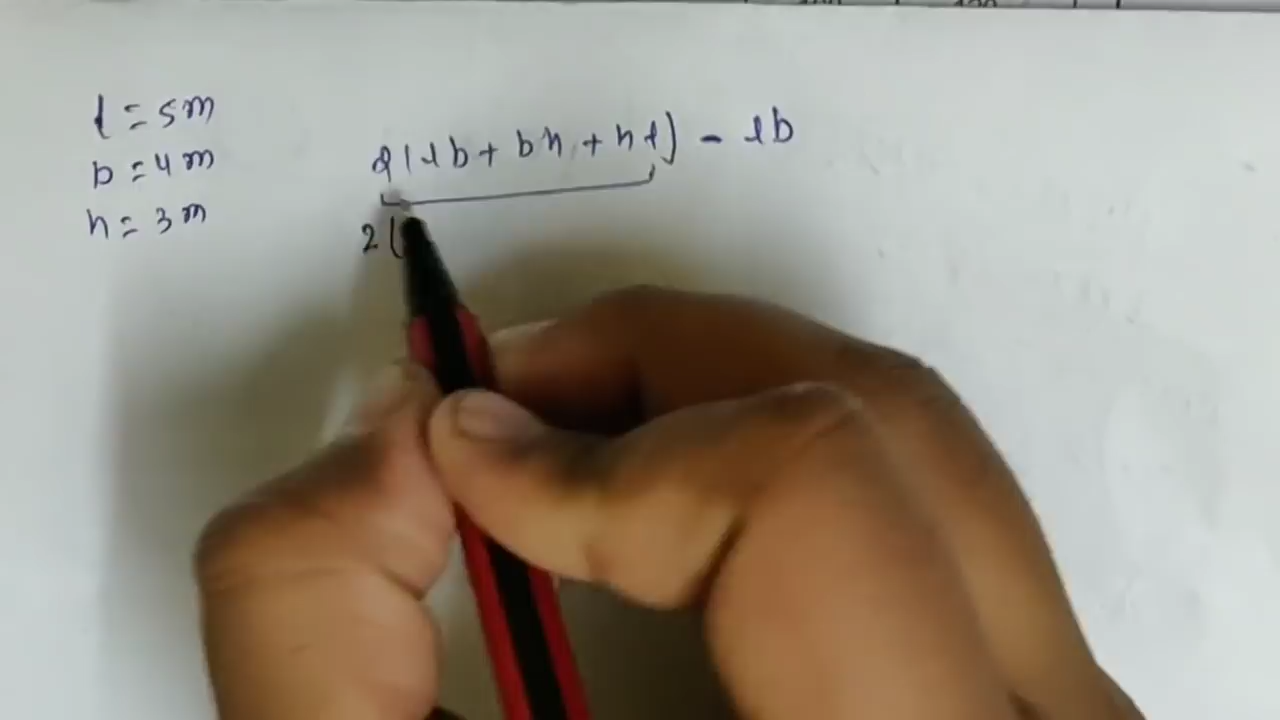 l = 5m
b = 4m
h = 3m
2(lb + bh + hl) - lb
2(